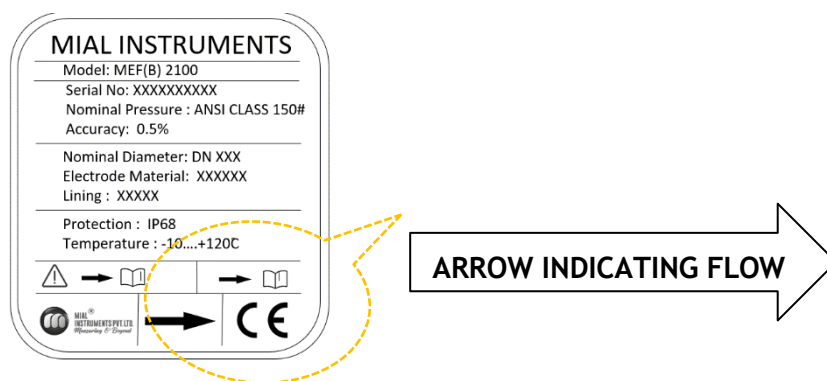 MIAL INSTRUMENTS
Model: MEF(B) 2100
Serial No: XXXXXXXXXX
Nominal Pressure : ANSI CLASS 150#
Accuracy: 0.5%
Nominal Diameter: DN XXX
Electrode Material: XXXXXX
Lining : XXXXX
Protection : IP68
Temperature : -10....+120C
MIAL®
INSTRUMENTS PVT.LTD.
Measuring & Beyond
CE
ARROW INDICATING FLOW